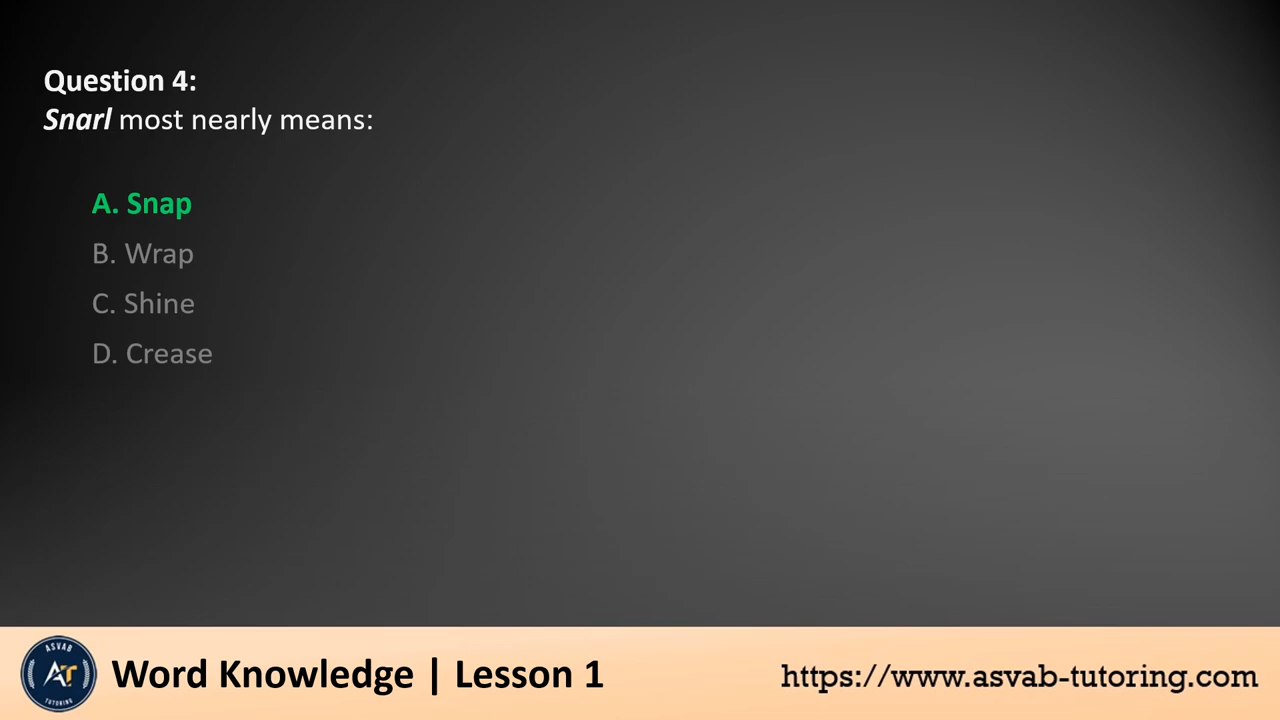 Question 4:
Snarl most nearly means:
A. Snap
B. Wrap
C. Shine
D. Crease
ASVAB
AT
TUTORING
Word Knowledge | Lesson 1
https://www.asvab-tutoring.com